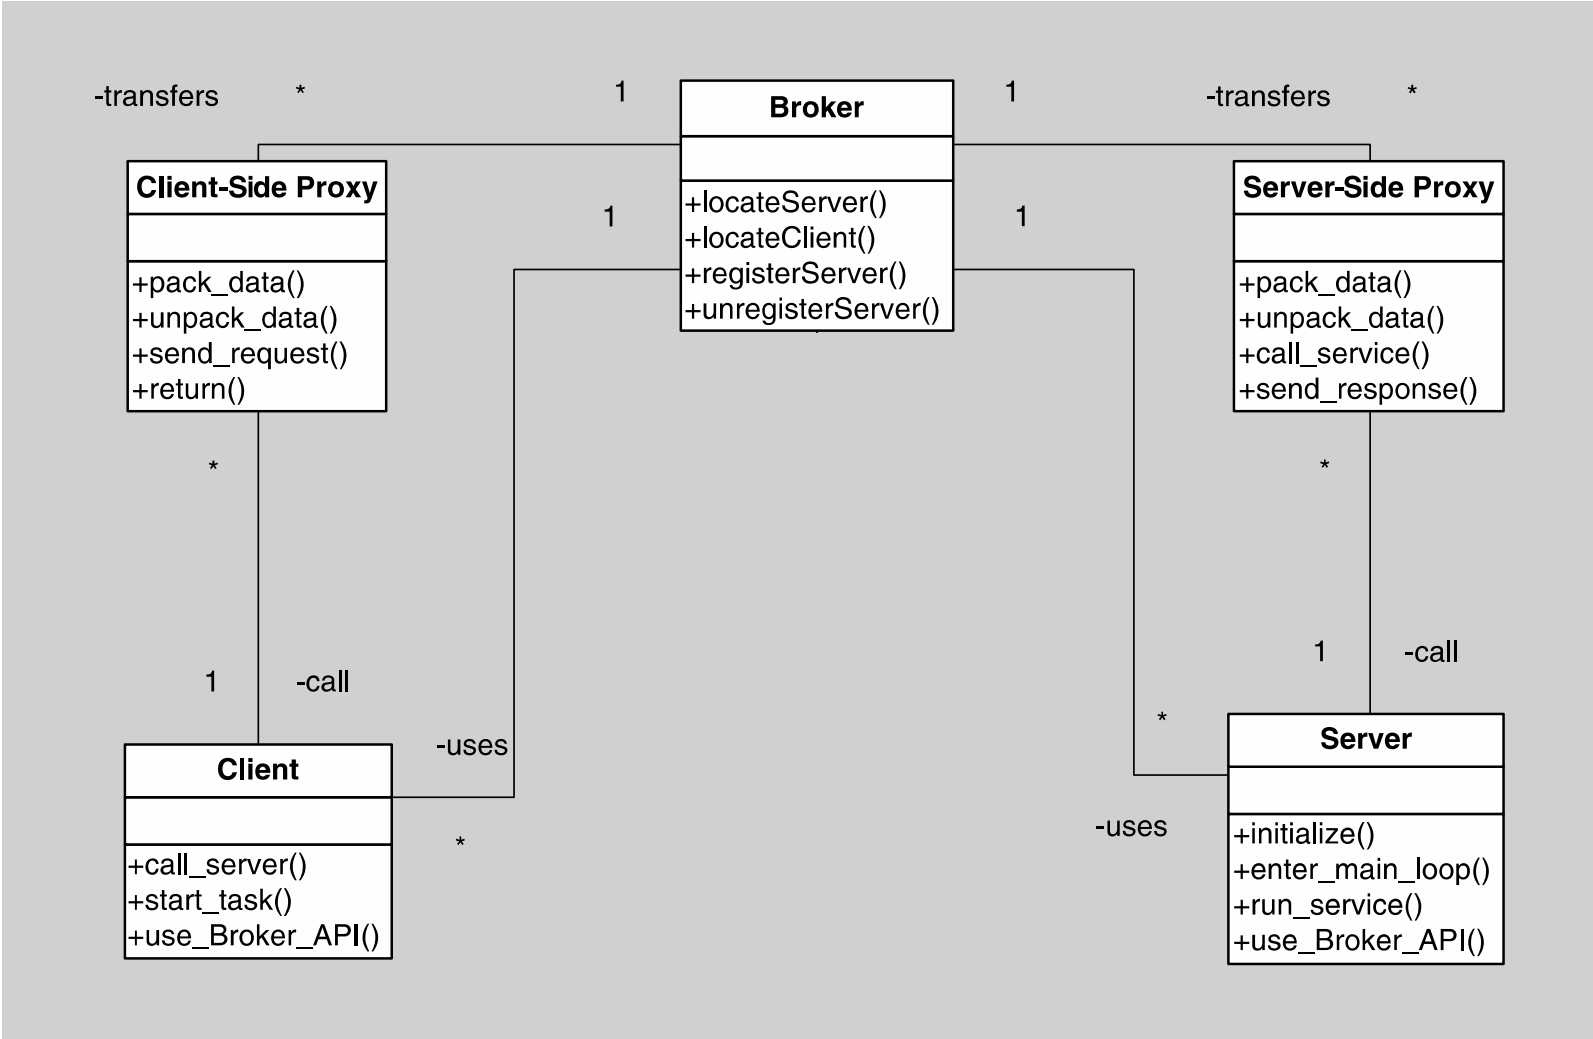 -transfers * 1 1 -transfers *
Broker
+locateServer()
+locateClient()
+registerServer()
+unregisterServer()
Client-Side Proxy
+pack_data()
+unpack_data()
+send_request()
+return()
Server-Side Proxy
+pack_data()
+unpack_data()
+call_service()
+send_response()
1 1
* *
1 -call
1 -call
-uses
*
*
-uses
Client
+call_server()
+start_task()
+use_Broker_API()
Server
+initialize()
+enter_main_loop()
+run_service()
+use_Broker_API()